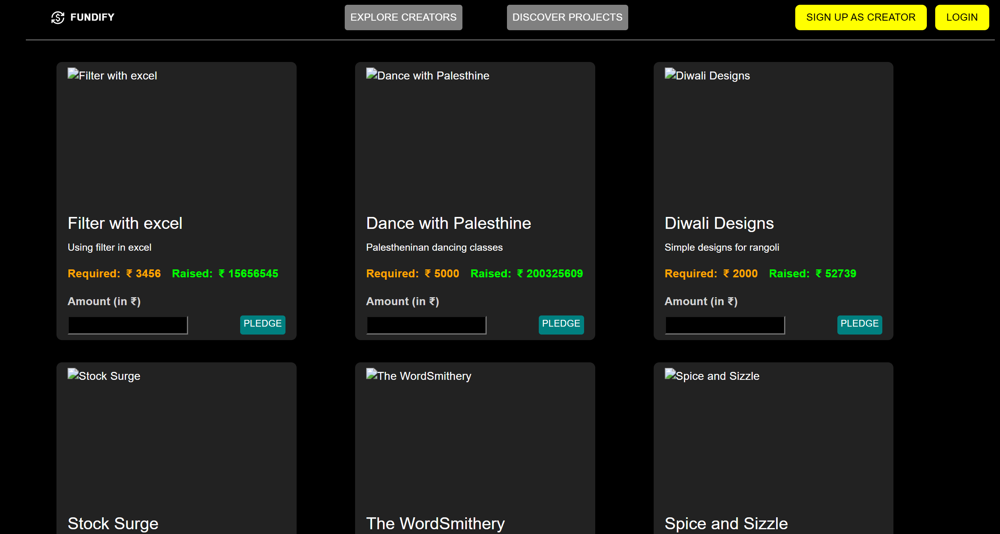 FUNDIFY
EXPLORE CREATORS
DISCOVER PROJECTS
SIGN UP AS CREATOR
LOGIN
Filter with excel
Filter with excel
Using filter in excel
Required: ₹ 3456 Raised: ₹ 15656545
Amount (in ₹)
PLEDGE
Dance with Palesthine
Dance with Palesthine
Palestheninan dancing classes
Required: ₹ 5000 Raised: ₹ 200325609
Amount (in ₹)
PLEDGE
Diwali Designs
Diwali Designs
Simple designs for rangoli
Required: ₹ 2000 Raised: ₹ 52739
Amount (in ₹)
PLEDGE
Stock Surge
Stock Surge
The WordSmithery
The WordSmithery
Spice and Sizzle
Spice and Sizzle